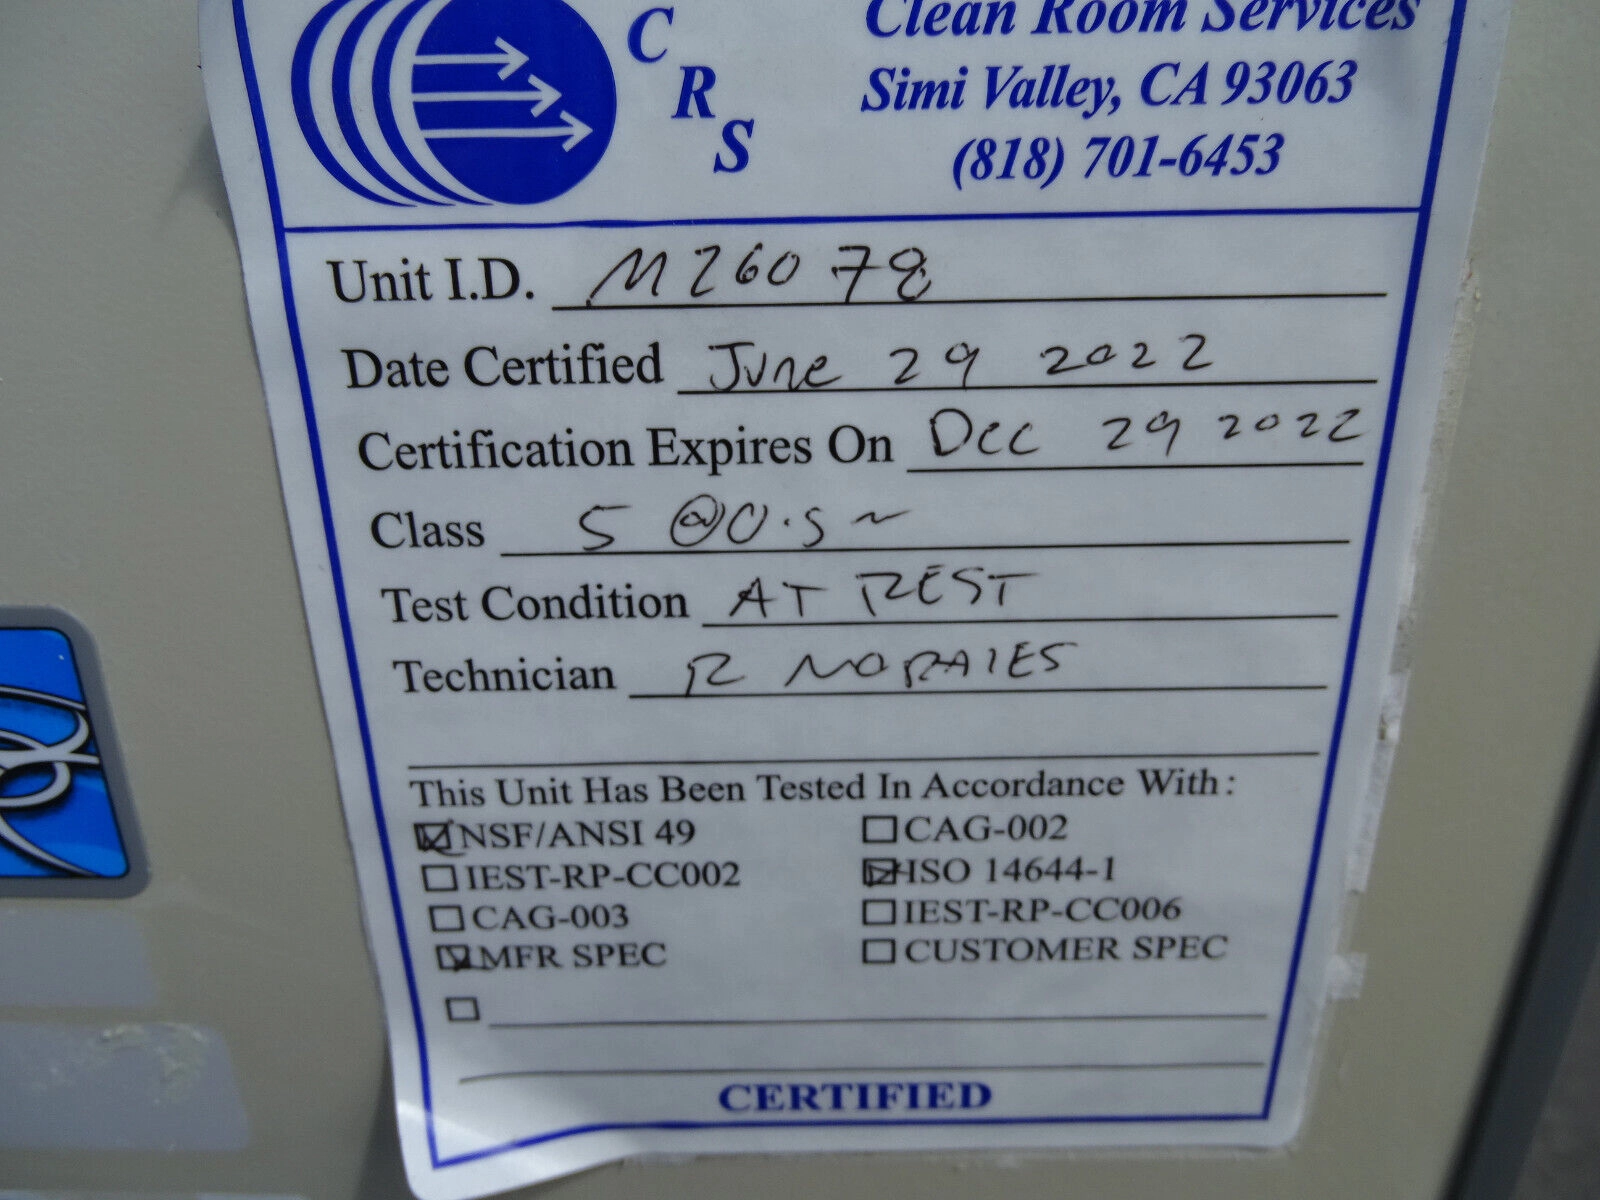 C
R
S
Clean Room Services
Simi Valley, CA 93063
(818) 701-6453
Unit I.D. M26078
Date Certified June 29 2022
Certification Expires On Dec 29 2022
Class 5 @ 0.5 ~
Test Condition AT REST
Technician R MORALES
This Unit Has Been Tested In Accordance With:
NSF/ANSI 49
CAG-002
IEST-RP-CC002
ISO 14644-1
CAG-003
IEST-RP-CC006
MFR SPEC
CUSTOMER SPEC
CERTIFIED